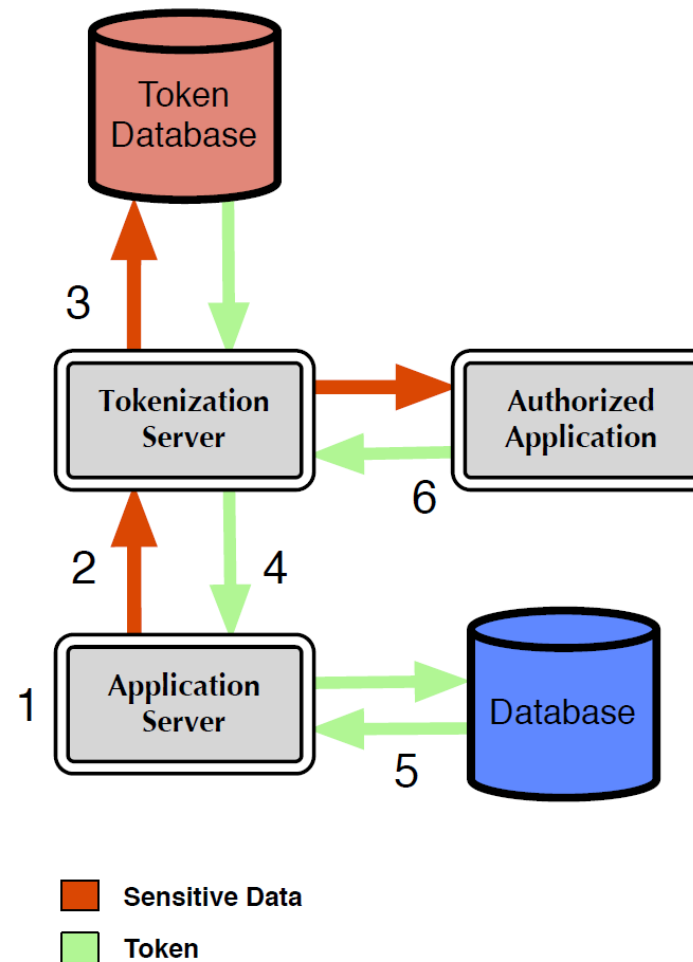 Token
Database
3
Tokenization
Server
Authorized
Application
6
2
4
1
Application
Server
Database
5
Sensitive Data
Token